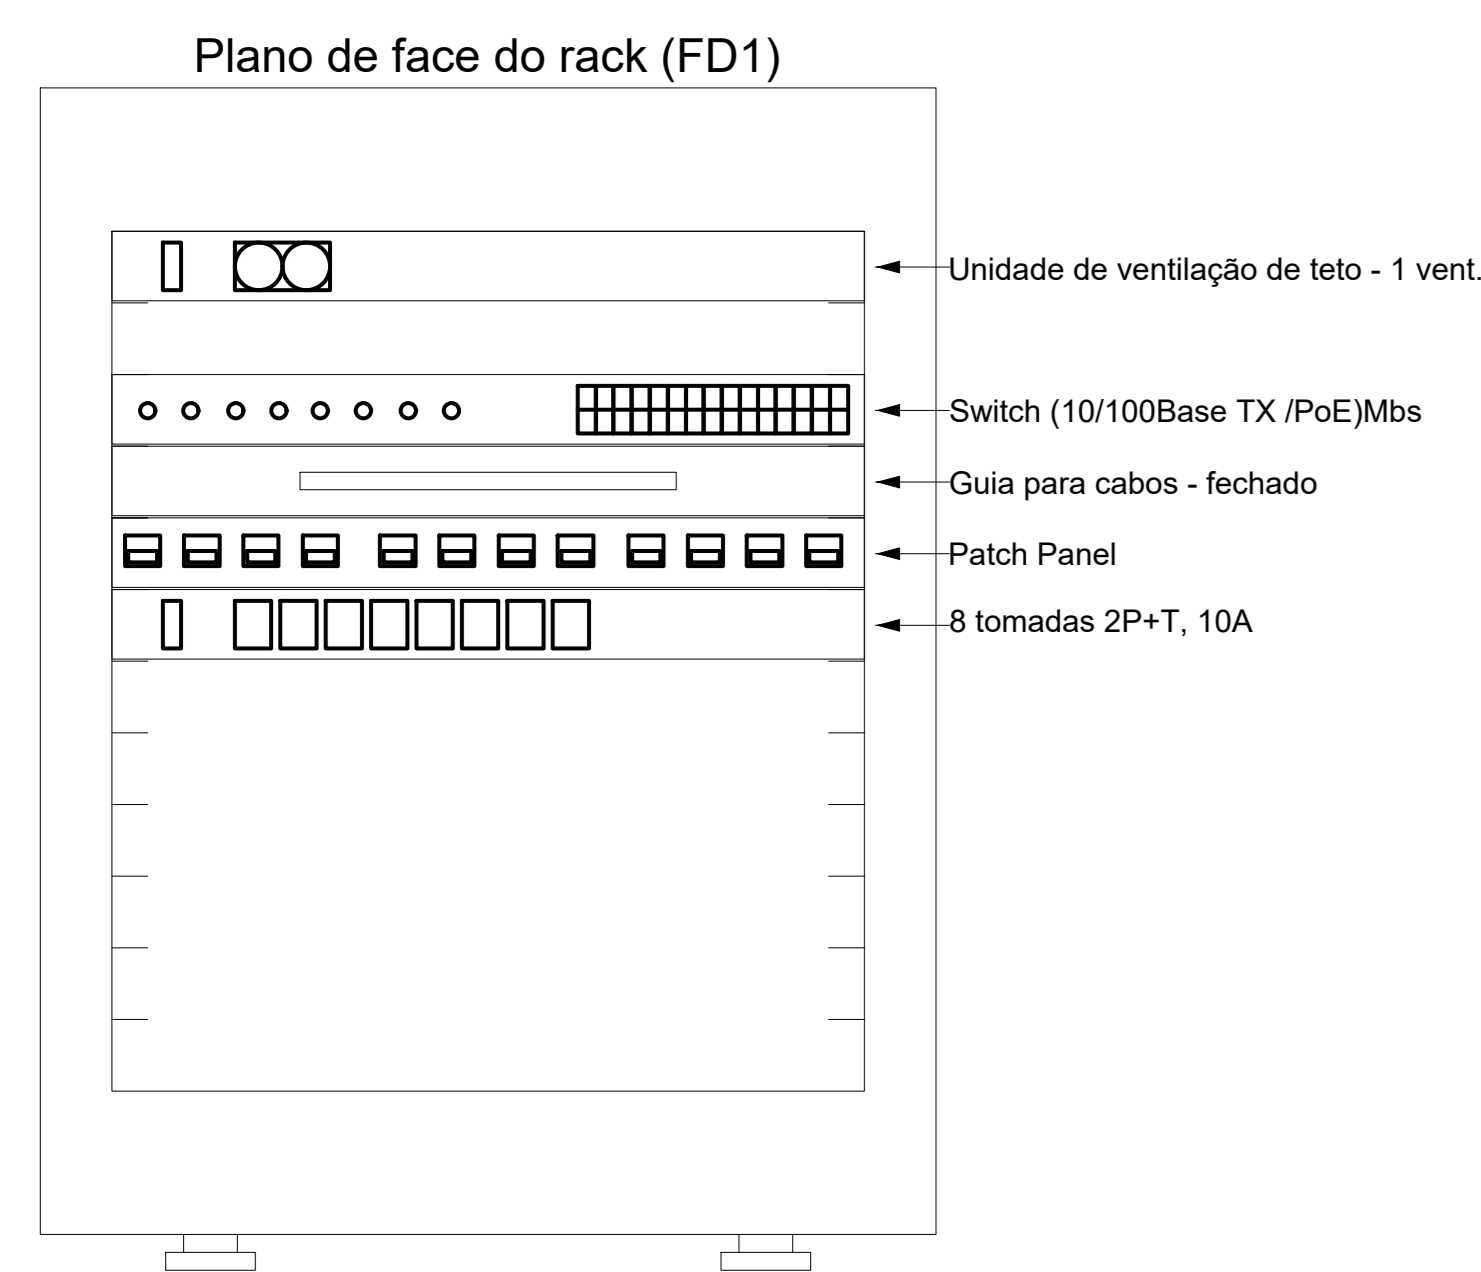 Plano de face do rack (FD1)
Unidade de ventilação de teto - 1 vent.
Switch (10/100Base TX /PoE)Mbs
Guia para cabos - fechado
Patch Panel
8 tomadas 2P+T, 10A